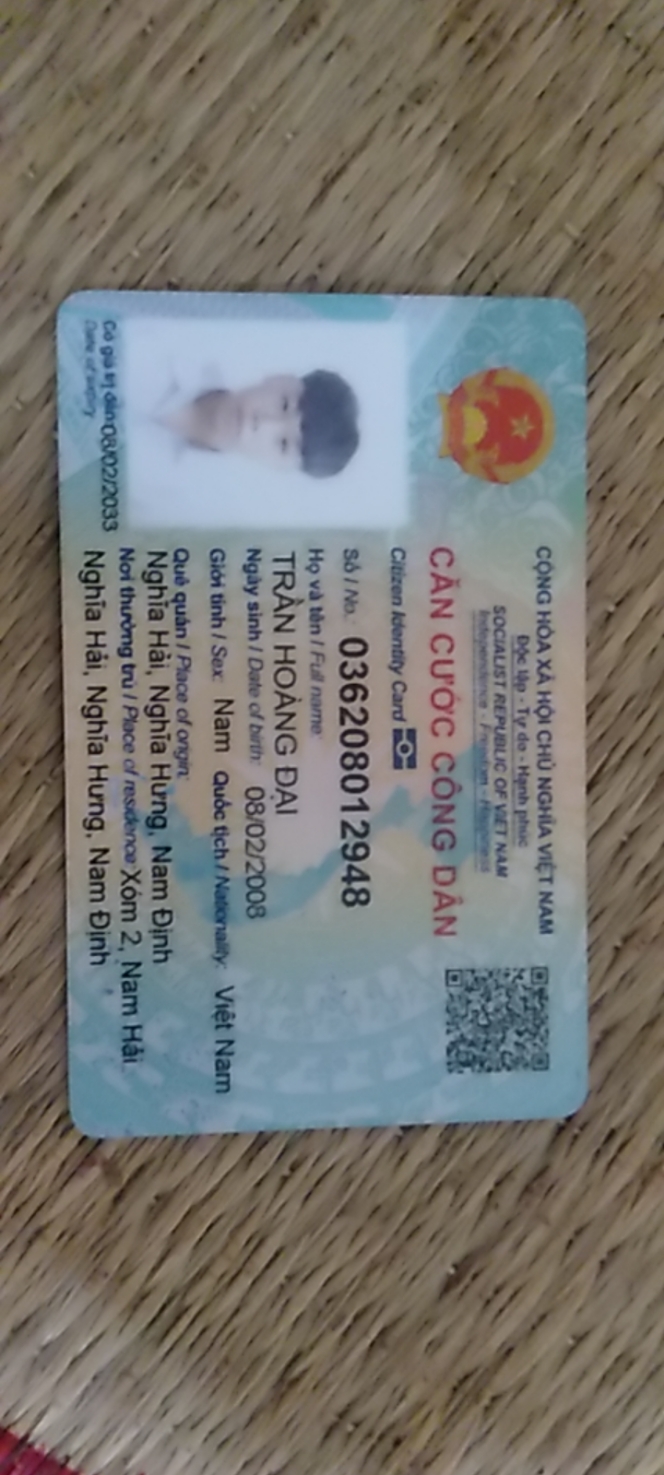 CỘNG HÒA XÃ HỘI CHỦ NGHĨA VIỆT NAM
Độc lập - Tự do - Hạnh phúc
SOCIALIST REPUBLIC OF VIET NAM
Independence - Freedom - Happiness
CĂN CƯỚC CÔNG DÂN
Citizen Identity Card
Số / No.: 036208012948
Họ và tên / Full name:
TRẦN HOÀNG ĐẠI
Ngày sinh / Date of birth: 08/02/2008
Giới tính / Sex: Nam Quốc tịch / Nationality: Việt Nam
Quê quán / Place of origin:
Nghĩa Hải, Nghĩa Hưng, Nam Định
Nơi thường trú / Place of residence: Xóm 2, Nam Hải
Nghĩa Hải, Nghĩa Hưng, Nam Định
Có giá trị đến: 08/02/2033
Date of expiry